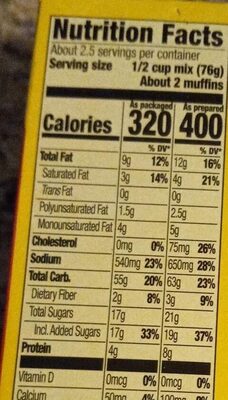 Nutrition Facts
About 2.5 servings per container
Serving size 1/2 cup mix (76g)
About 2 muffins
As packaged As prepared
Calories 320 400
% DV* % DV*
Total Fat 9g 12% 12g 16%
Saturated Fat 3g 14% 4g 21%
Trans Fat 0g 0g
Polyunsaturated Fat 1.5g 2.5g
Monounsaturated Fat 4g 5g
Cholesterol 0mg 0% 75mg 26%
Sodium 540mg 23% 650mg 28%
Total Carb. 55g 20% 63g 23%
Dietary Fiber 2g 8% 3g 9%
Total Sugars 17g 21g
Incl. Added Sugars 17g 33% 19g 37%
Protein 4g 8g
Vitamin D 0mcg 0% 0mcg 0%
Calcium 50mg 4% 100mg